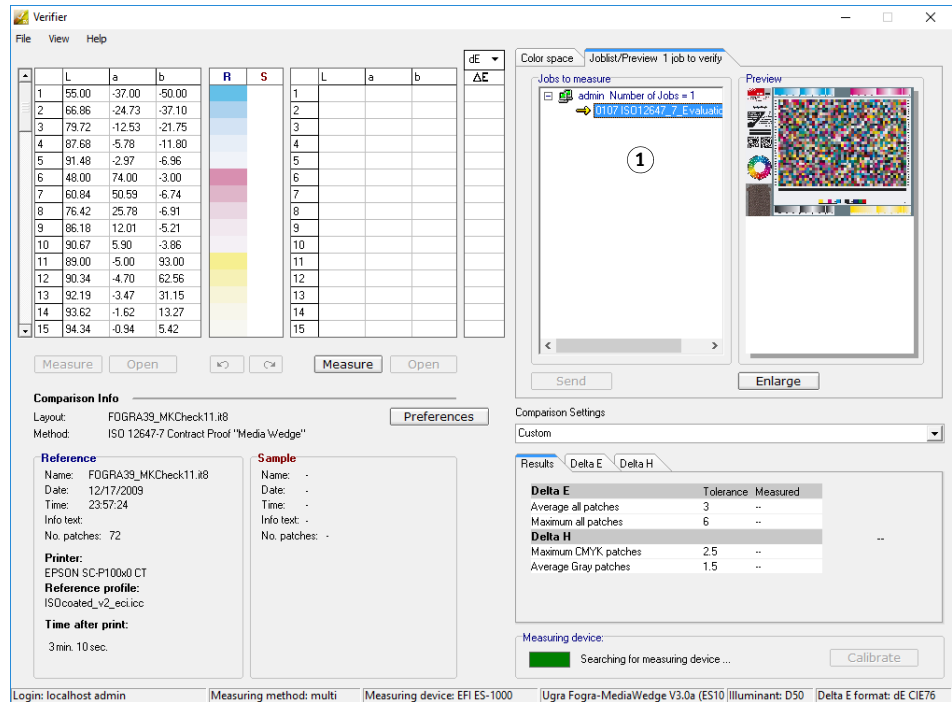 Verifier
File View Help
dE
L a b R S L a b ΔE
1 55.00 -37.00 -50.00 1
2 66.86 -24.73 -37.10 2
3 79.72 -12.53 -21.75 3
4 87.68 -5.78 -11.80 4
5 91.48 -2.97 -6.96 5
6 48.00 74.00 -3.00 6
7 60.84 50.59 -6.74 7
8 76.42 25.78 -6.91 8
9 86.18 12.01 -5.21 9
10 90.67 5.90 -3.86 10
11 89.00 -5.00 93.00 11
12 90.34 -4.70 62.56 12
13 92.19 -3.47 31.15 13
14 93.62 -1.62 13.27 14
15 94.34 -0.94 5.42 15
Measure Open Measure Open
Comparison Info
Layout: FOGRA39_MKCheck11.it8
Preferences
Method: ISO 12647-7 Contract Proof "Media Wedge"
Reference
Name: FOGRA39_MKCheck11.it8
Date: 12/17/2009
Time: 23:57:24
Info text:
No. patches: 72
Printer:
EPSON SC-P100x0 CT
Reference profile:
ISOcoated_v2_eci.icc
Time after print:
3 min. 10 sec.
Sample
Name: -
Date: -
Time: -
Info text: -
No. patches: -
Color space Joblist/Preview 1 job to verify
Jobs to measure
admin Number of Jobs = 1
0107 ISO12647_7_Evaluatio
1
Preview
Send Enlarge
Comparison Settings
Custom
Results Delta E Delta H
Delta E Tolerance Measured
Average all patches 3 --
Maximum all patches 6 --
Delta H --
Maximum CMYK patches 2.5 --
Average Gray patches 1.5 --
Measuring device:
Searching for measuring device ... Calibrate
Login: localhost admin Measuring method: multi Measuring device: EFI ES-1000 Ugra Fogra-MediaWedge V3.0a (ES10 Illuminant: D50 Delta E format: dE CIE76